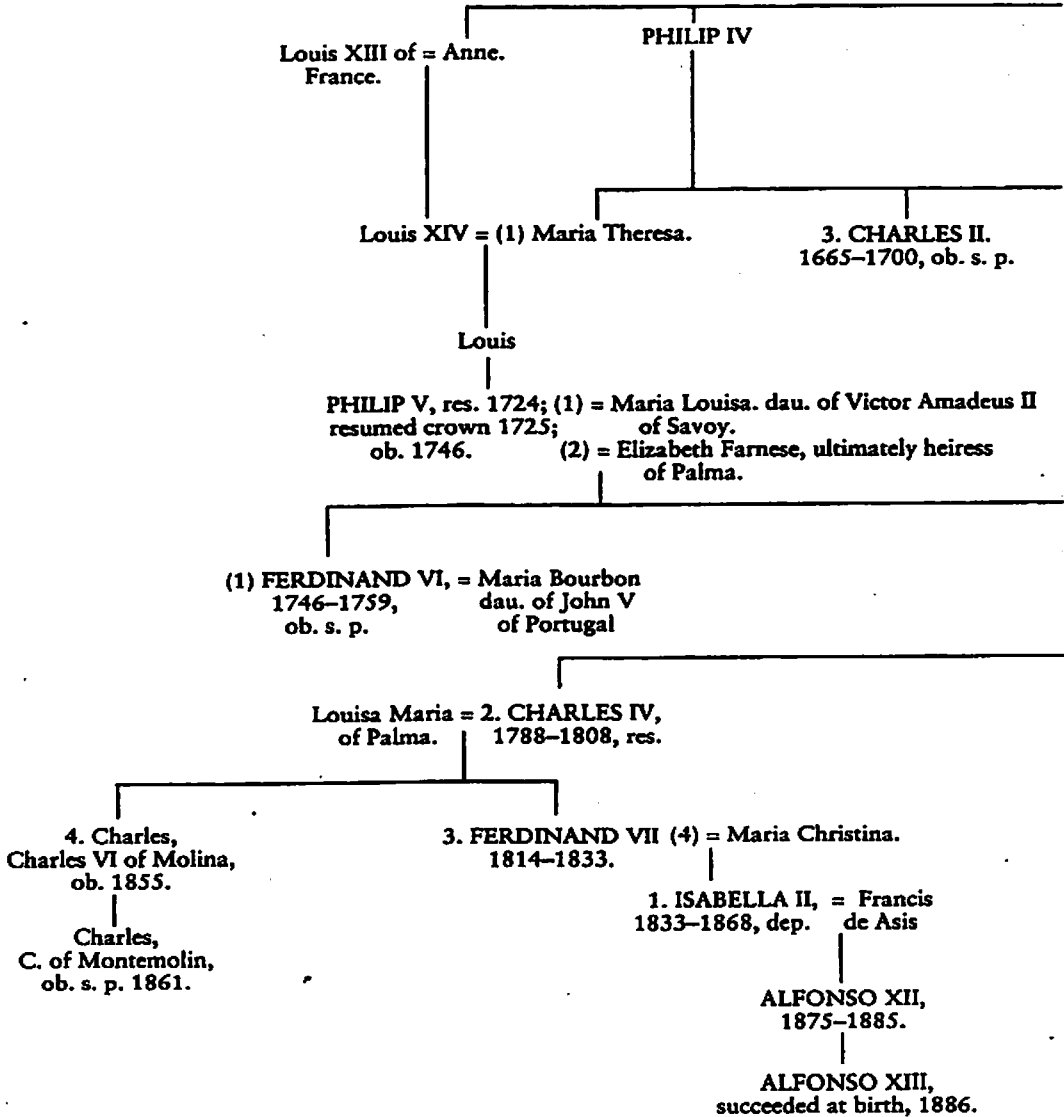 PHILIP IV
Louis XIII of = Anne.
France.
Louis XIV = (1) Maria Theresa.
3. CHARLES II.
1665–1700, ob. s. p.
Louis
PHILIP V, res. 1724; (1) = Maria Louisa. dau. of Victor Amadeus II
resumed crown 1725; of Savoy.
ob. 1746. (2) = Elizabeth Farnese, ultimately heiress
of Palma.
(1) FERDINAND VI, = Maria Bourbon
1746–1759, dau. of John V
ob. s. p. of Portugal
Louisa Maria = 2. CHARLES IV,
of Palma. 1788–1808, res.
4. Charles,
Charles VI of Molina,
ob. 1855.
3. FERDINAND VII (4) = Maria Christina.
1814–1833.
Charles,
C. of Montemolin,
ob. s. p. 1861.
1. ISABELLA II, = Francis
1833–1868, dep. de Asis
ALFONSO XII,
1875–1885.
ALFONSO XIII,
succeeded at birth, 1886.